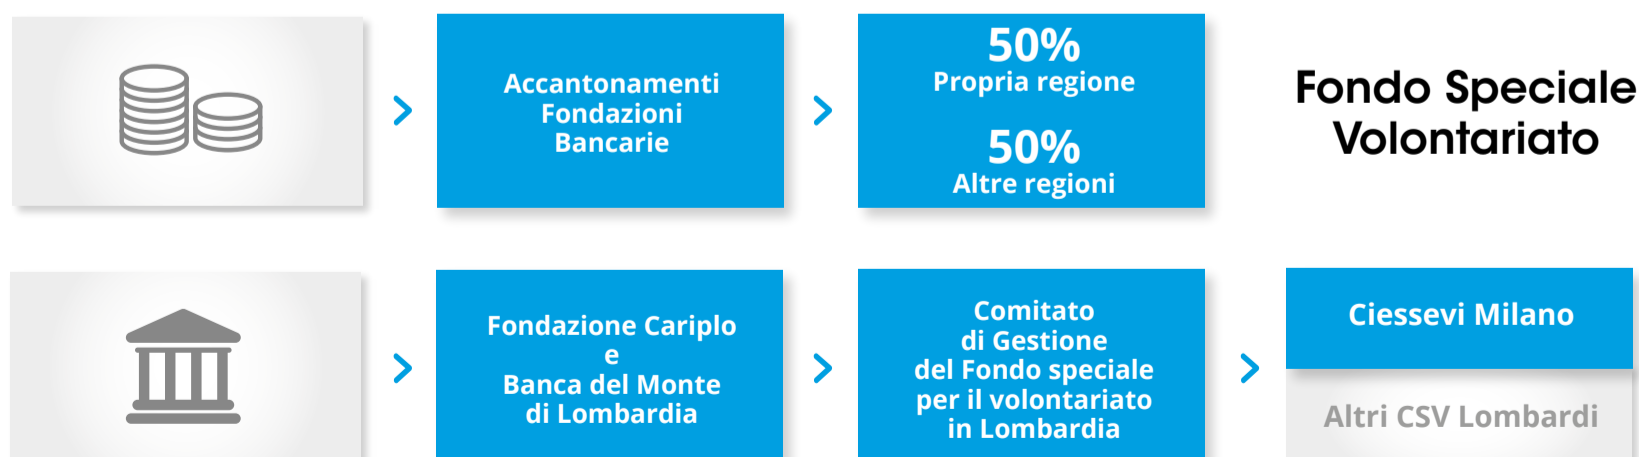 Accantonamenti
Fondazioni
Bancarie
50%
Propria regione
50%
Altre regioni
Fondo Speciale
Volontariato
Fondazione Cariplo
e
Banca del Monte
di Lombardia
Comitato
di Gestione
del Fondo speciale
per il volontariato
in Lombardia
Ciessevi Milano
Altri CSV Lombardi